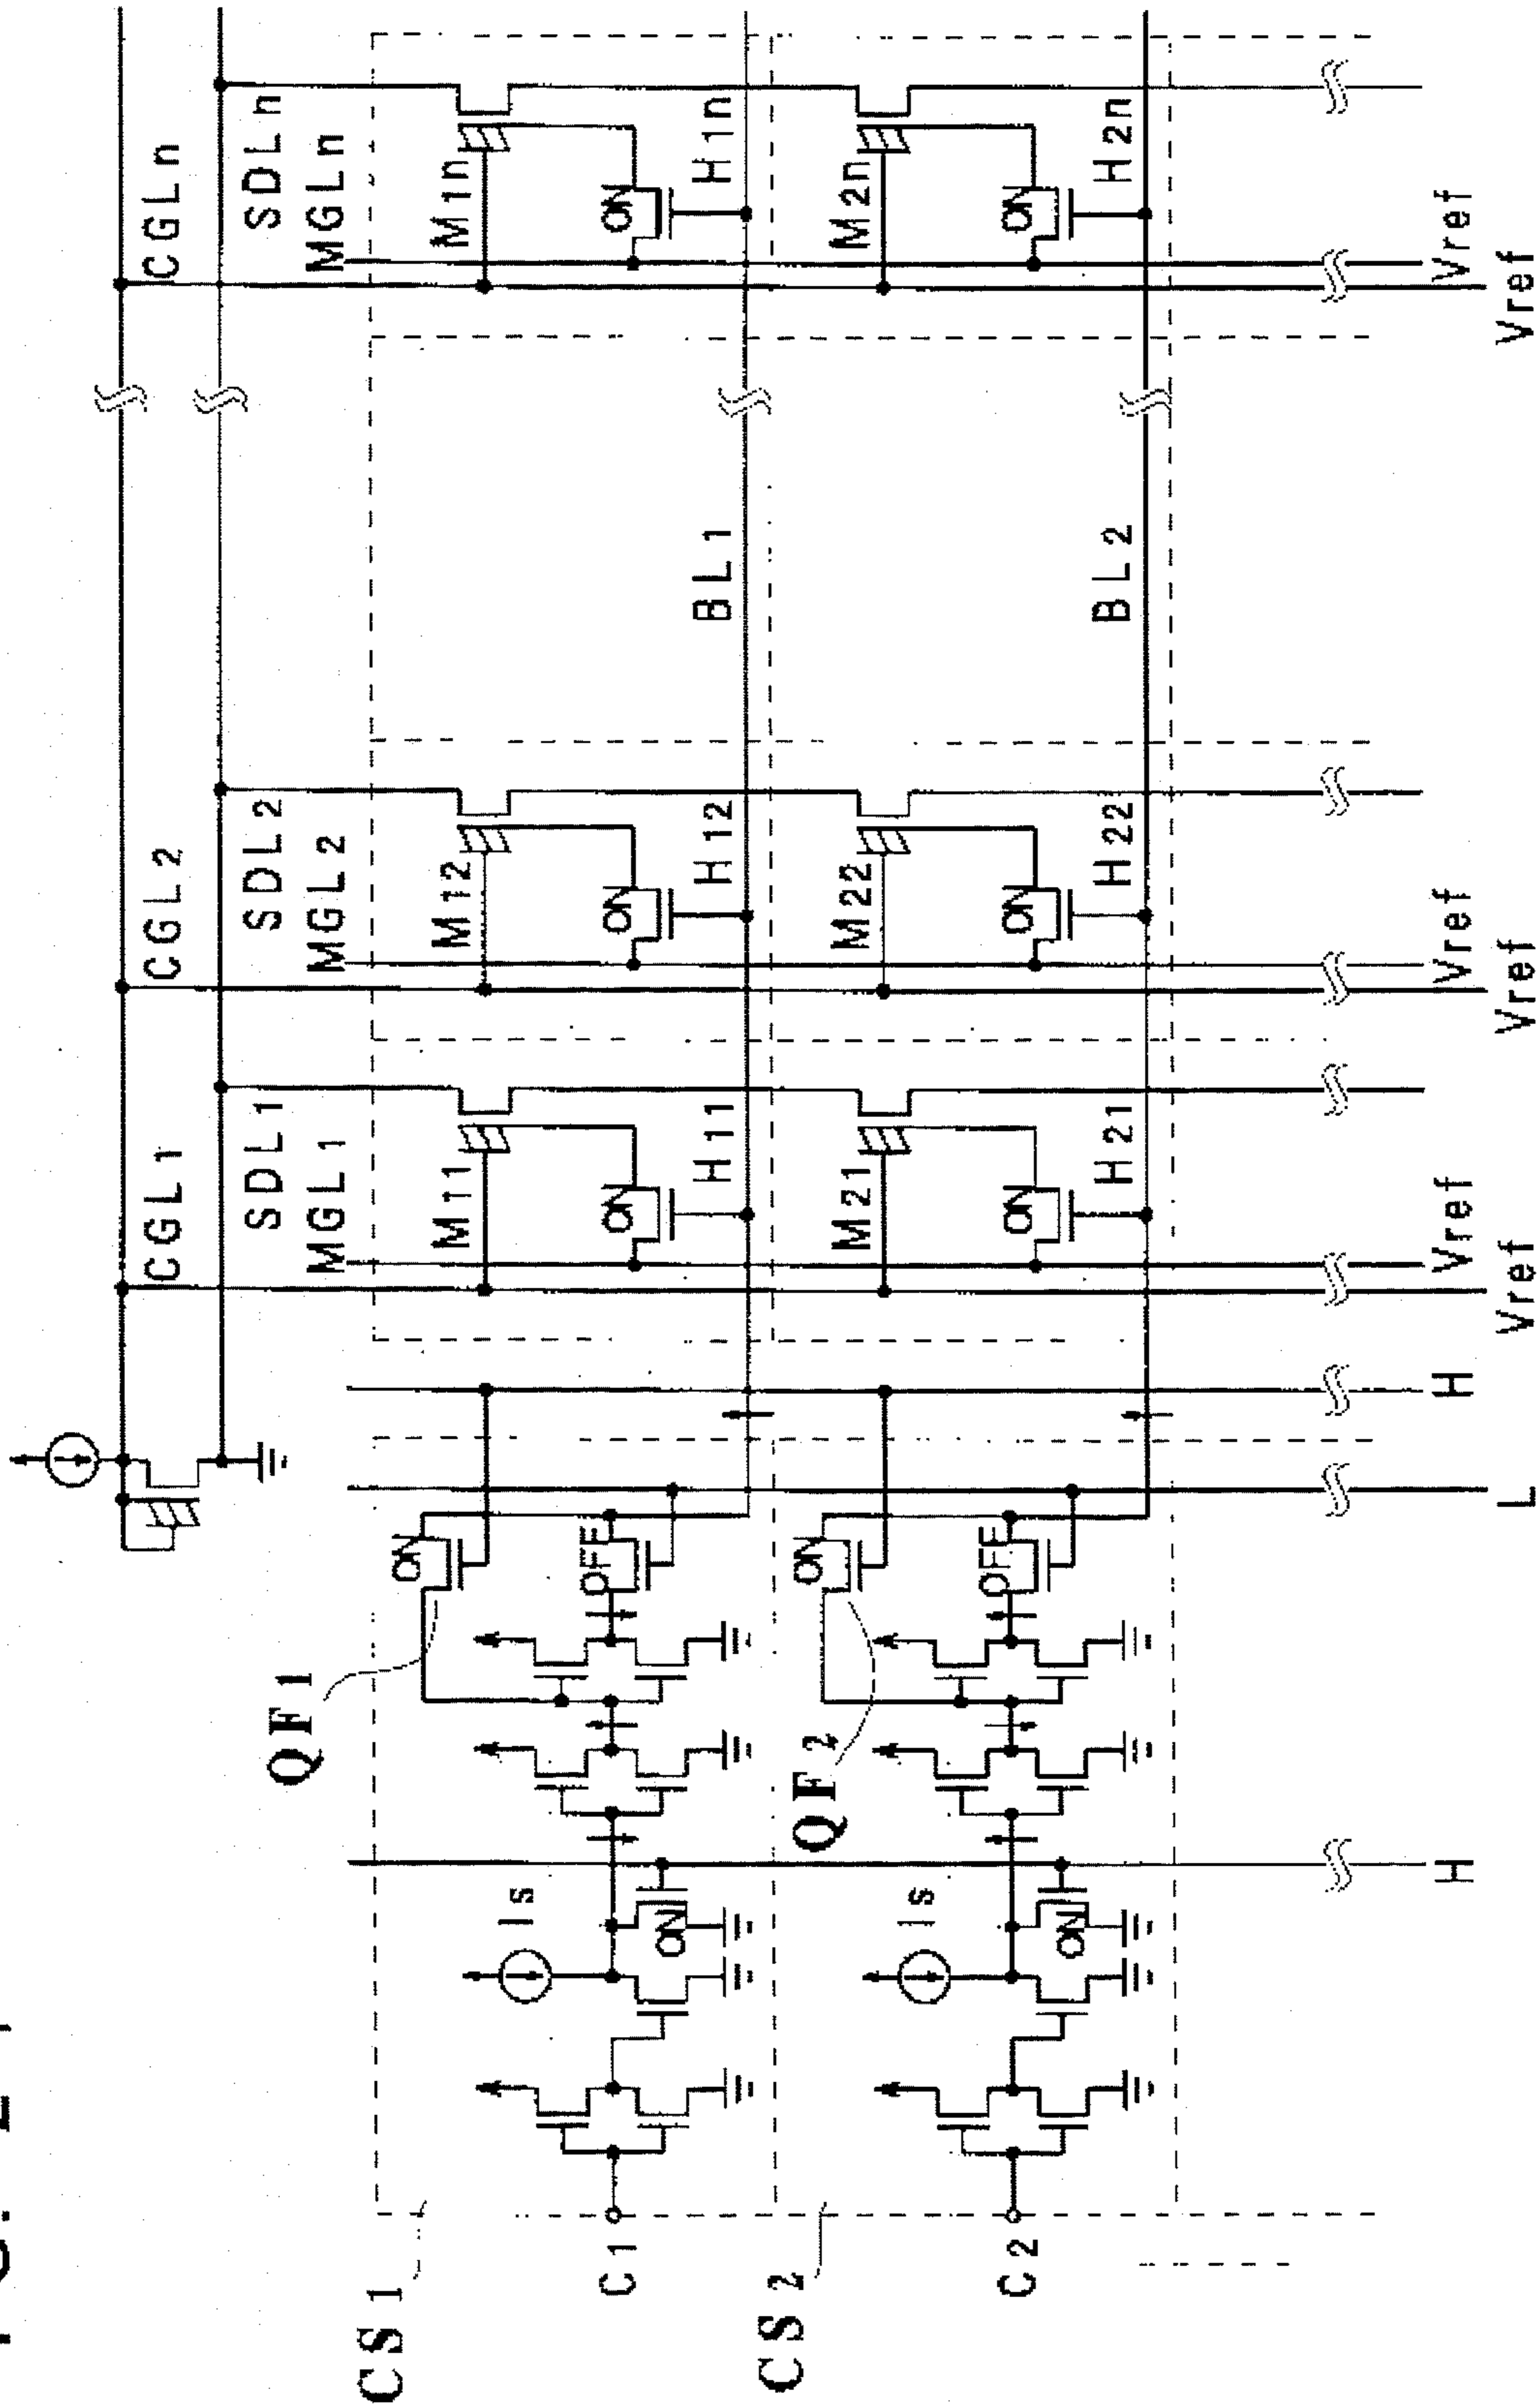 CGL1
CGL2
CGLn
SDL1
SDL2
SDLn
MGL1
MGL2
MGLn
QF1
CS1
Is
ON
ON
OFF
M11
M12
M1n
ON
ON
ON
C1
H11
H12
BL1
H1n
QF2
CS2
Is
ON
ON
OFF
M21
M22
M2n
ON
ON
ON
C2
H21
H22
BL2
H2n
H
L
H
Vref
Vref
Vref
Vref
Vref
Vref